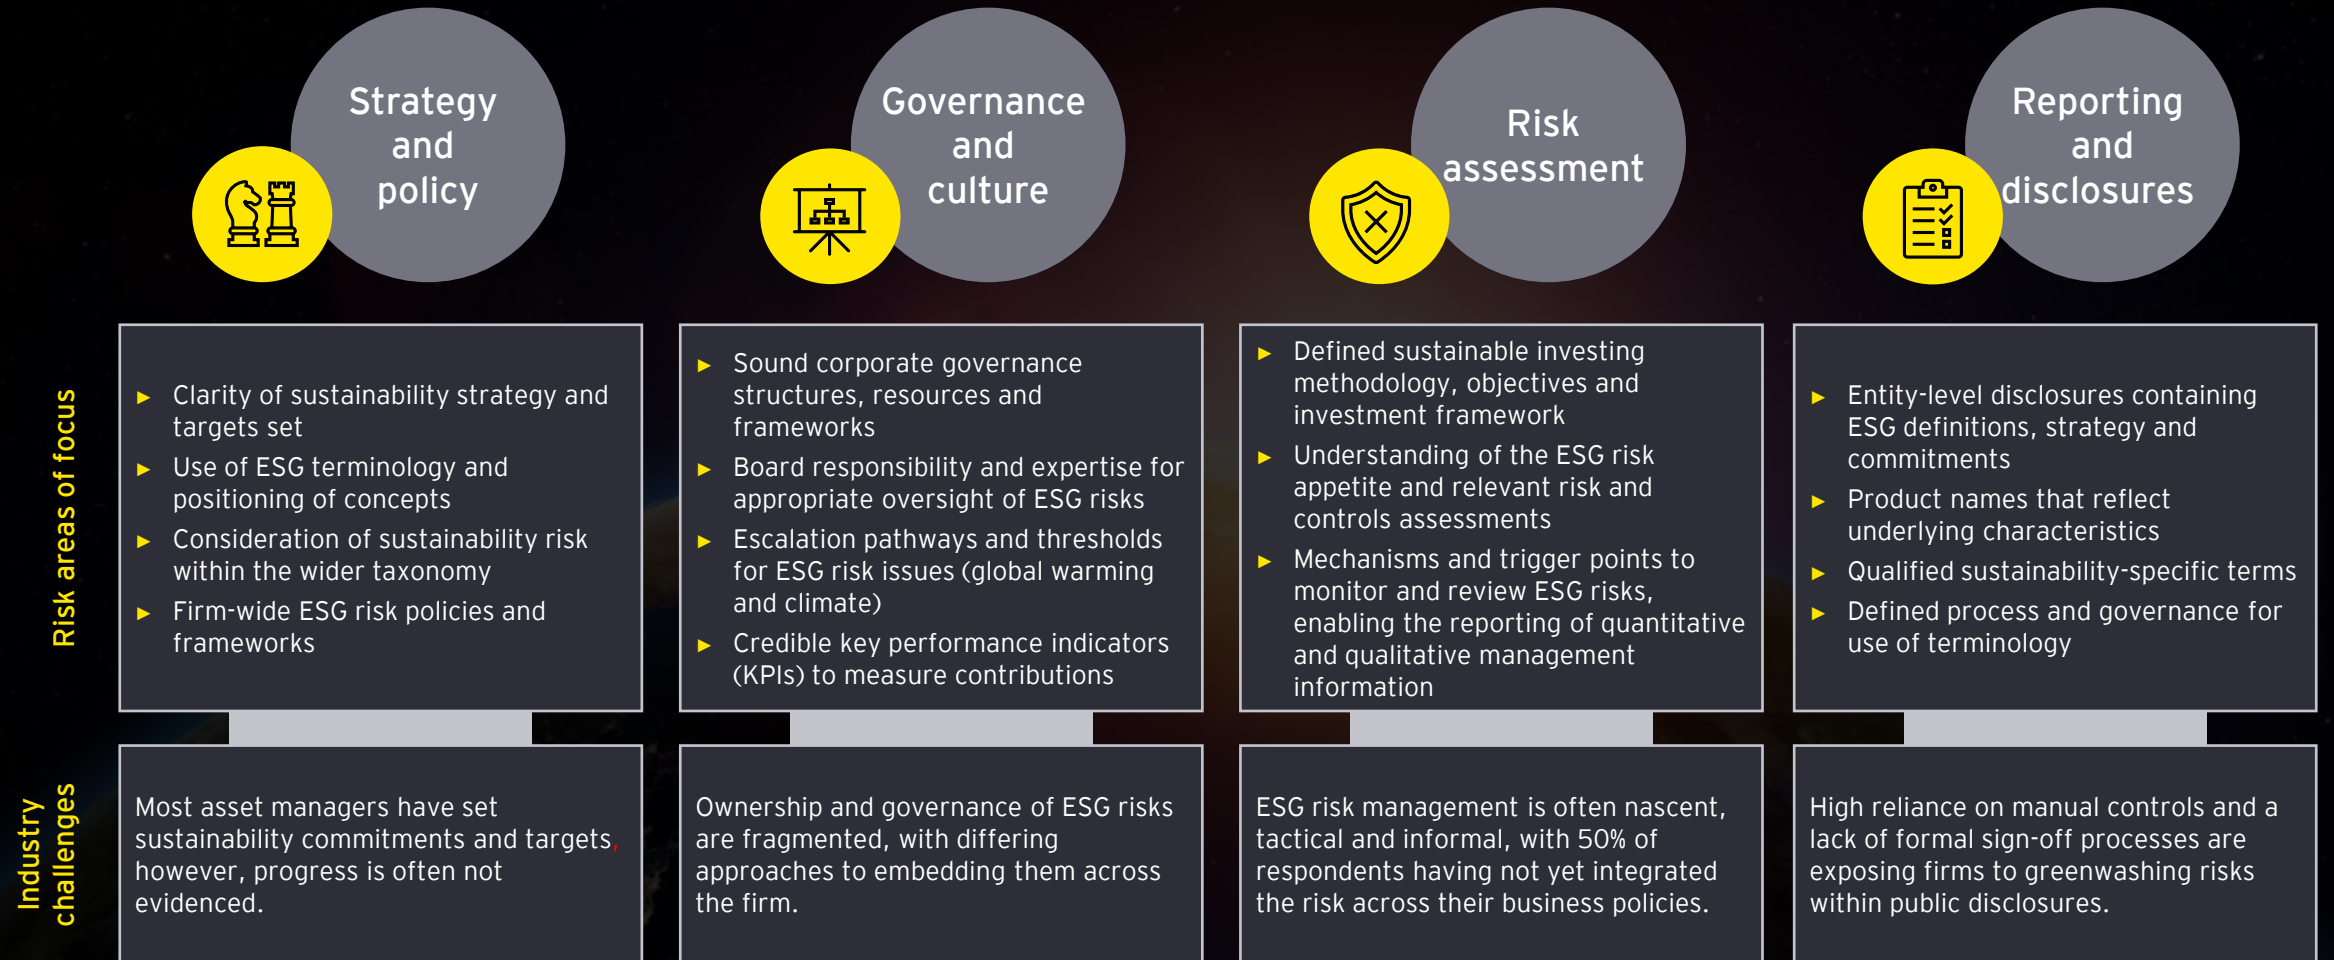 Strategy
and
policy
Governance
and
culture
Risk
assessment
Reporting
and
disclosures
Risk areas of focus
► Clarity of sustainability strategy and
targets set
► Use of ESG terminology and
positioning of concepts
► Consideration of sustainability risk
within the wider taxonomy
► Firm-wide ESG risk policies and
frameworks
► Sound corporate governance
structures, resources and
frameworks
► Board responsibility and expertise for
appropriate oversight of ESG risks
► Escalation pathways and thresholds
for ESG risk issues (global warming
and climate)
► Credible key performance indicators
(KPIs) to measure contributions
► Defined sustainable investing
methodology, objectives and
investment framework
► Understanding of the ESG risk
appetite and relevant risk and
controls assessments
► Mechanisms and trigger points to
monitor and review ESG risks,
enabling the reporting of quantitative
and qualitative management
information
► Entity-level disclosures containing
ESG definitions, strategy and
commitments
► Product names that reflect
underlying characteristics
► Qualified sustainability-specific terms
► Defined process and governance for
use of terminology
Industry
challenges
Most asset managers have set
sustainability commitments and targets,
however, progress is often not
evidenced.
Ownership and governance of ESG risks
are fragmented, with differing
approaches to embedding them across
the firm.
ESG risk management is often nascent,
tactical and informal, with 50% of
respondents having not yet integrated
the risk across their business policies.
High reliance on manual controls and a
lack of formal sign-off processes are
exposing firms to greenwashing risks
within public disclosures.